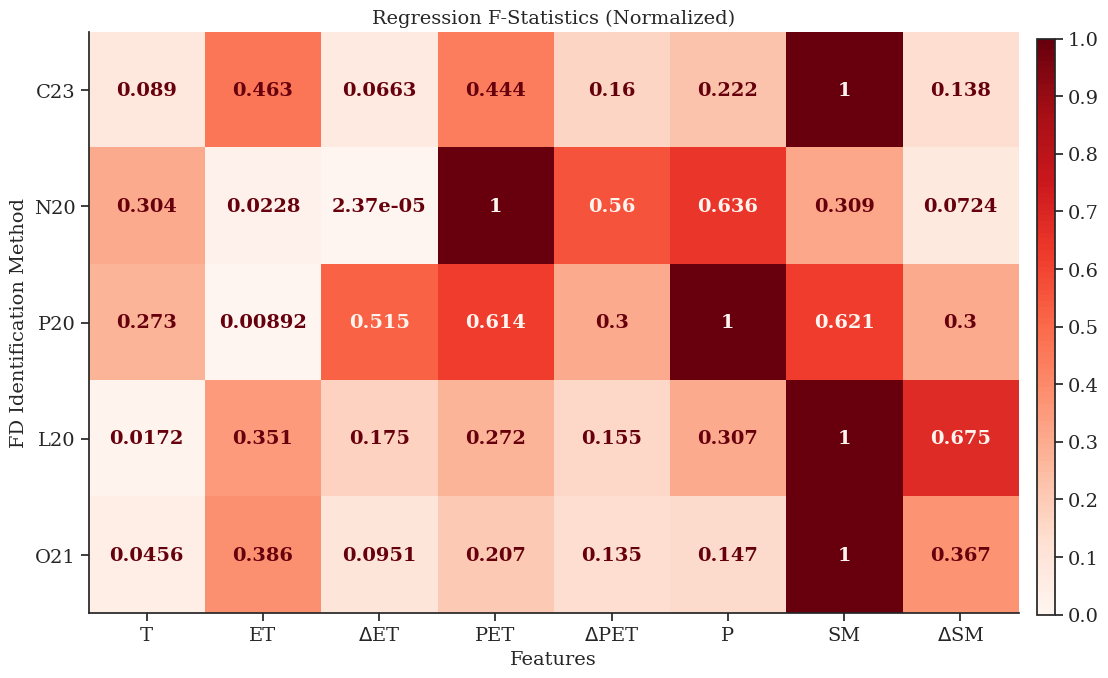 Regression F-Statistics (Normalized)
FD Identification Method
C23 0.089 0.463 0.0663 0.444 0.16 0.222 1 0.138
N20 0.304 0.0228 2.37e-05 1 0.56 0.636 0.309 0.0724
P20 0.273 0.00892 0.515 0.614 0.3 1 0.621 0.3
L20 0.0172 0.351 0.175 0.272 0.155 0.307 1 0.675
O21 0.0456 0.386 0.0951 0.207 0.135 0.147 1 0.367
T ET ΔET PET ΔPET P SM ΔSM
Features
1.0
0.9
0.8
0.7
0.6
0.5
0.4
0.3
0.2
0.1
0.0